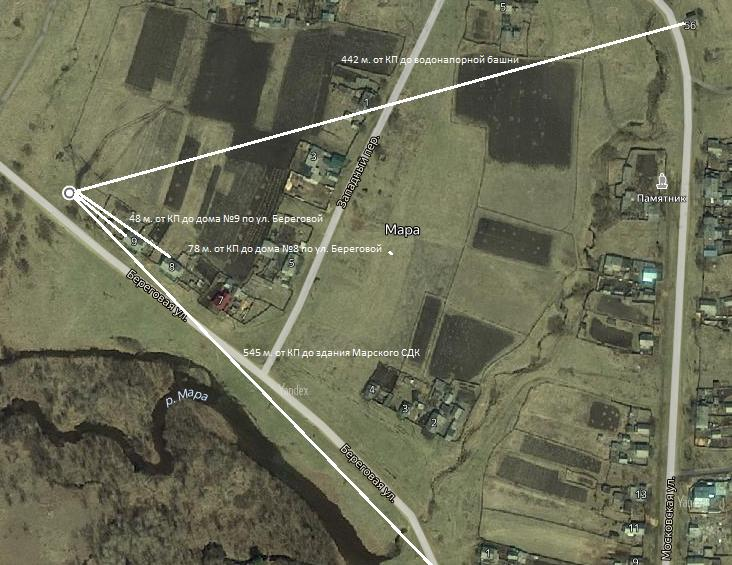 5
56
442 м. от КП до водонапорной башни
1
3
Западный пер.
Памятник
48 м. от КП до дома №9 по ул. Береговой
Мара
9
78 м. от КП до дома №8 по ул. Береговой
8
5
7
Береговая ул.
545 м. от КП до здания Марского СДК
Yandex
р. Мара
4
3
2
Береговая ул.
13
Московская ул.
11
1
9